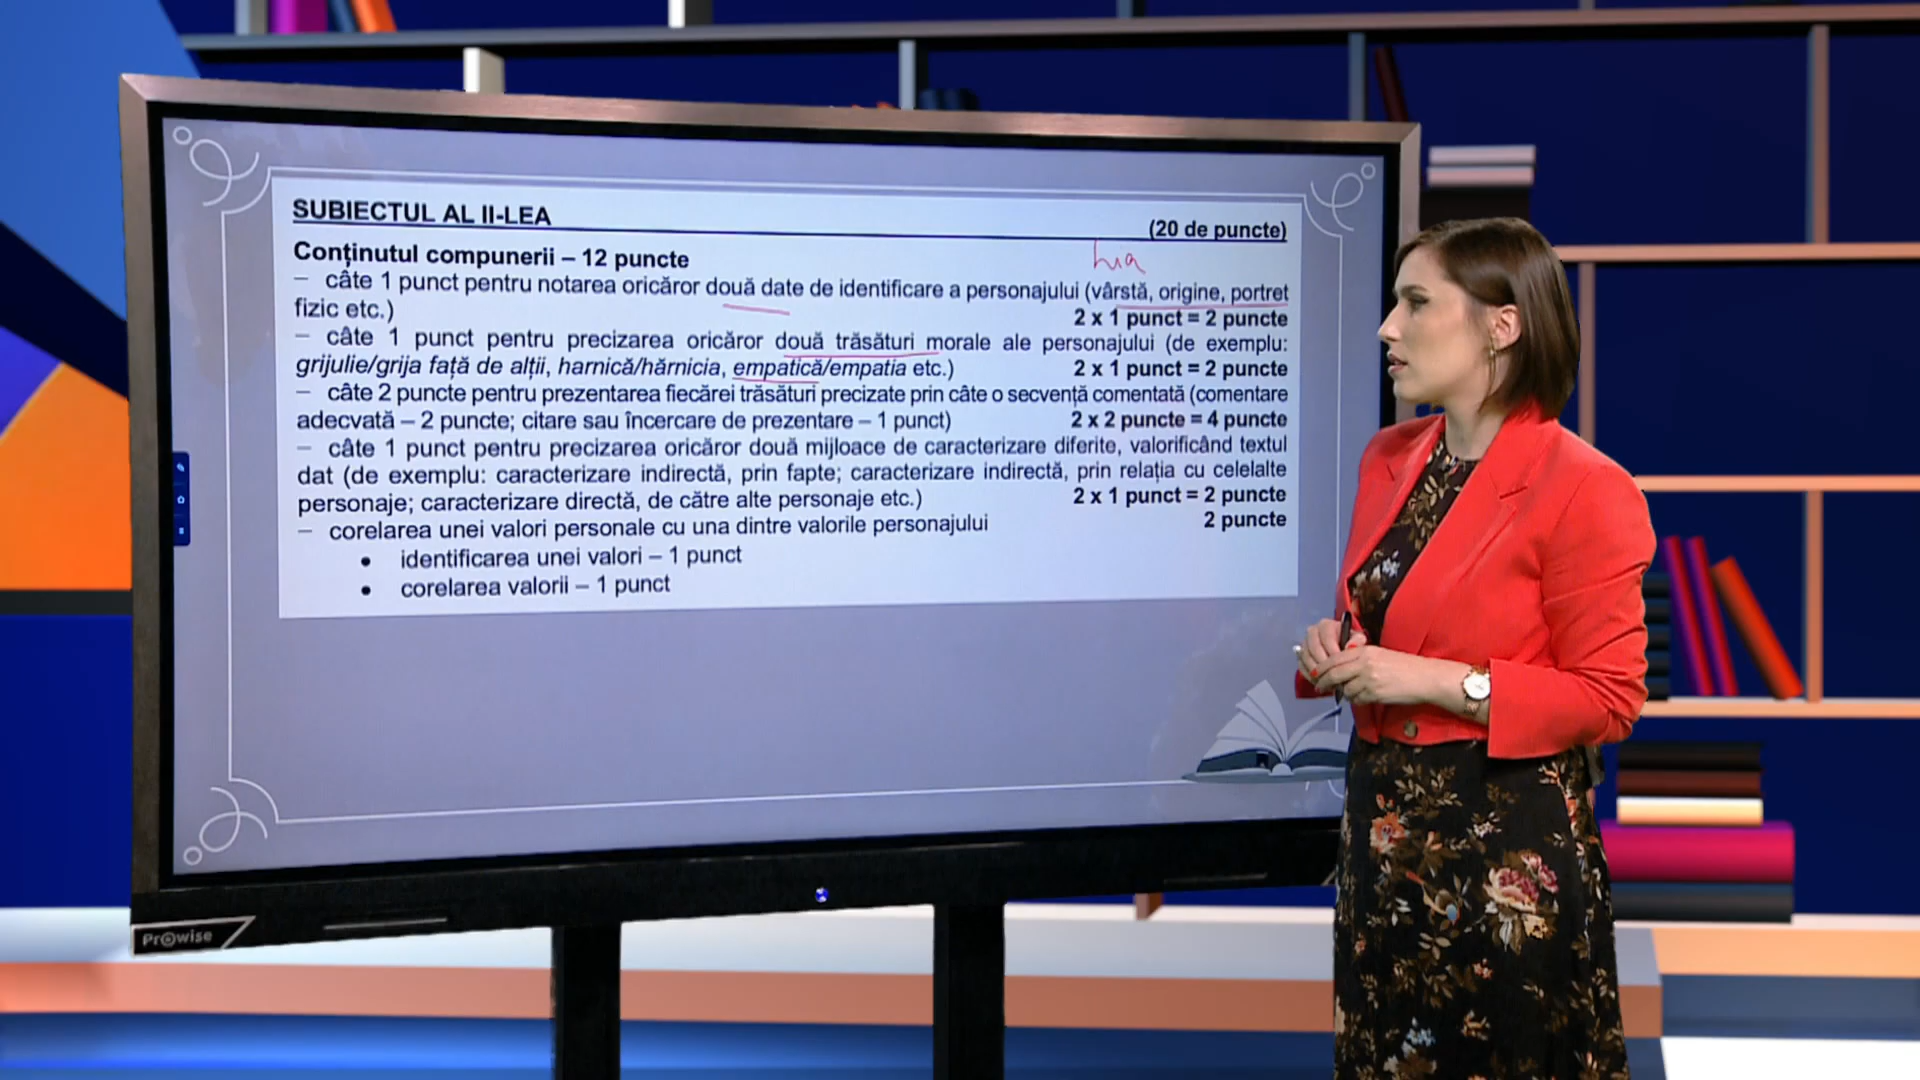 SUBIECTUL AL II-LEA
(20 de puncte)
Conținutul compunerii – 12 puncte
– câte 1 punct pentru notarea oricăror două date de identificare a personajului (vârstă, origine, portret
fizic etc.) 2 x 1 punct = 2 puncte
– câte 1 punct pentru precizarea oricăror două trăsături morale ale personajului (de exemplu:
grijulie/grija față de alții, harnică/hărnicia, empatică/empatia etc.) 2 x 1 punct = 2 puncte
– câte 2 puncte pentru prezentarea fiecărei trăsături precizate prin câte o secvență comentată (comentare
adecvată – 2 puncte; citare sau încercare de prezentare – 1 punct) 2 x 2 puncte = 4 puncte
– câte 1 punct pentru precizarea oricăror două mijloace de caracterizare diferite, valorificând textul
dat (de exemplu: caracterizare indirectă, prin fapte; caracterizare indirectă, prin relația cu celelalte
personaje; caracterizare directă, de către alte personaje etc.) 2 x 1 punct = 2 puncte
– corelarea unei valori personale cu una dintre valorile personajului 2 puncte
• identificarea unei valori – 1 punct
• corelarea valorii – 1 punct
Prowise